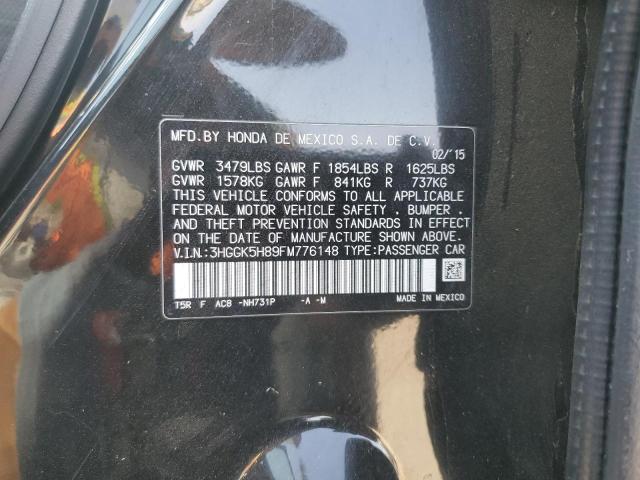 MFD.BY HONDA DE MEXICO S.A. DE C.V.
02/'15
GVWR 3479LBS GAWR F 1854LBS R 1625LBS
GVWR 1578KG GAWR F 841KG R 737KG
THIS VEHICLE CONFORMS TO ALL APPLICABLE
FEDERAL MOTOR VEHICLE SAFETY , BUMPER ,
AND THEFT PREVENTION STANDARDS IN EFFECT
ON THE DATE OF MANUFACTURE SHOWN ABOVE.
V.I.N.:3HGGK5H89FM776148 TYPE:PASSENGER CAR
T5R F AC8 -NH731P -A -M MADE IN MEXICO